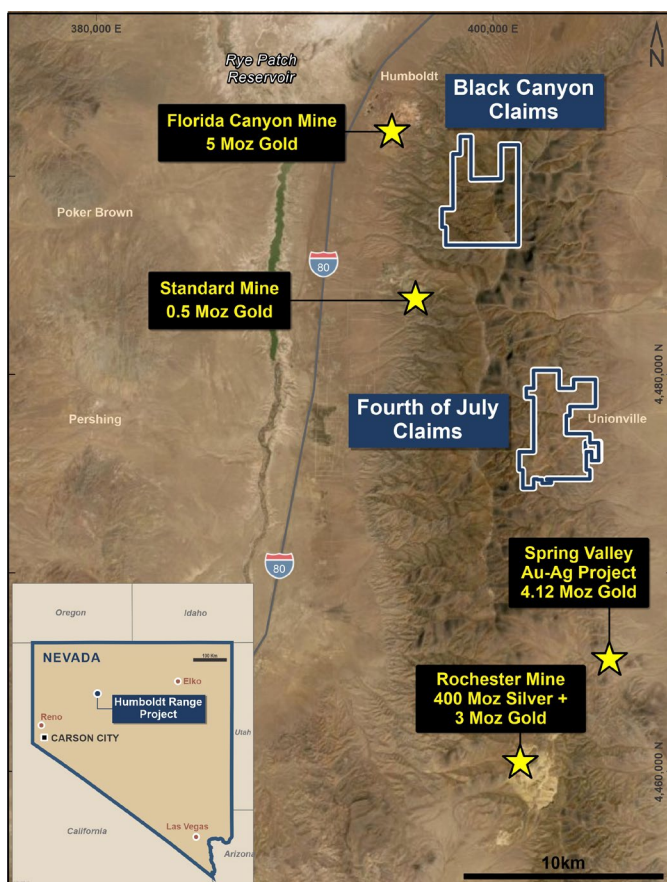 380,000 E
400,000 E
N
Rye Patch
Reservoir
Humboldt
Black Canyon
Claims
Florida Canyon Mine
5 Moz Gold
Poker Brown
80
Standard Mine
0.5 Moz Gold
4,480,000 N
Fourth of July
Claims
Unionville
Pershing
Spring Valley
Au-Ag Project
4.12 Moz Gold
80
Rochester Mine
400 Moz Silver +
3 Moz Gold
4,460,000 N
10km
Oregon
Idaho
NEVADA
100 Km
Elko
Humboldt Range
Project
Reno
CARSON CITY
Utah
California
Las Vegas
Arizona